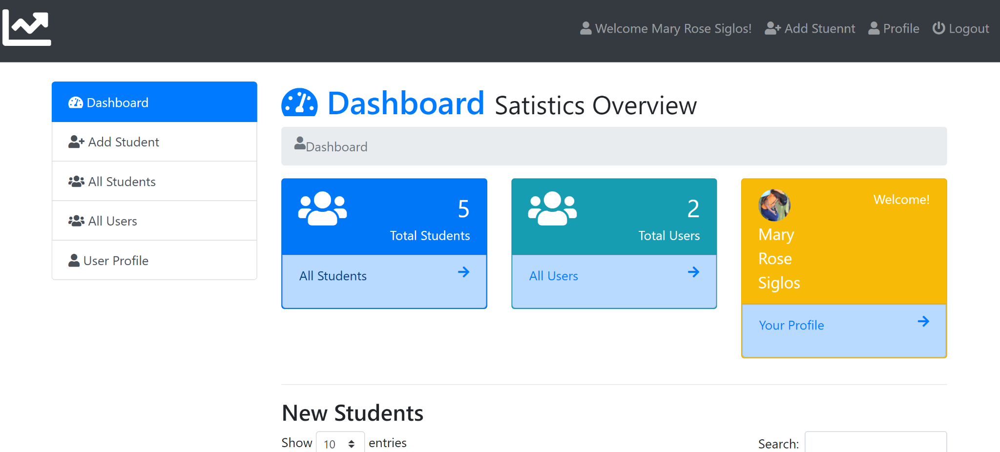 Welcome Mary Rose Siglos! Add Stuennt Profile Logout
Dashboard
Add Student
All Students
All Users
User Profile
Dashboard Satistics Overview
Dashboard
5
Total Students
All Students
2
Total Users
All Users
Welcome!
Mary
Rose
Siglos
Your Profile
New Students
Show 10 entries
Search: